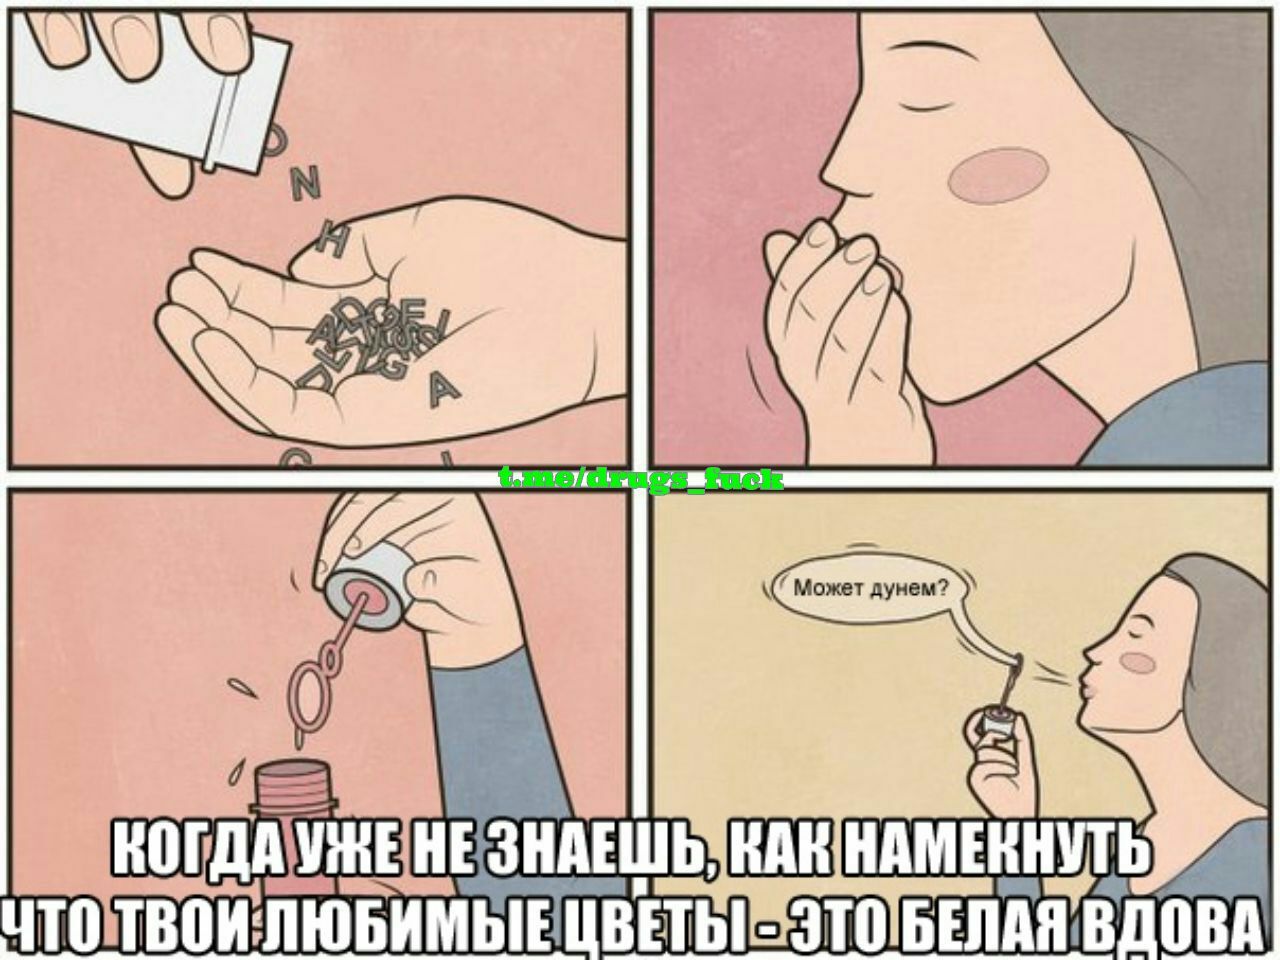 t.me/drugs_fuck
Может дунем?
КОГДА УЖЕ НЕ ЗНАЕШЬ, КАК НАМЕКНУТЬ
ЧТО ТВОИ ЛЮБИМЫЕ ЦВЕТЫ - ЭТО БЕЛАЯ ВДОВА